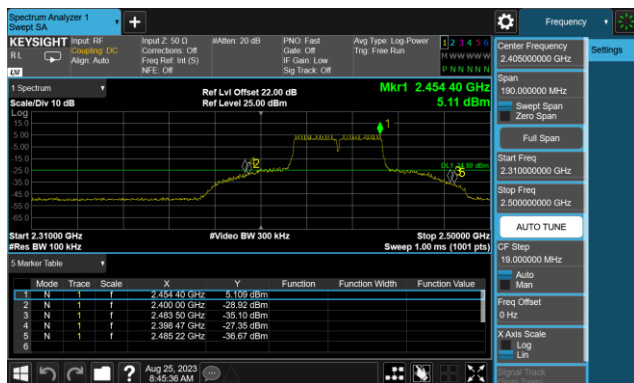 Spectrum Analyzer 1
Swept SA
Frequency
KEYSIGHT
Input: RF
Coupling: DC
Align: Auto
RL
LXI
Input Z: 50 Ω
Corrections: Off
Freq Ref: Int (S)
NFE: Off
#Atten: 20 dB
PNO: Fast
Gate: Off
IF Gain: Low
Sig Track: Off
Avg Type: Log-Power
Trig: Free Run
1 2 3 4 5 6
M W W W W W
P N N N N N
Settings
Center Frequency
2.405000000 GHz
Span
190.000000 MHz
Swept Span
Zero Span
Full Span
Start Freq
2.310000000 GHz
Stop Freq
2.500000000 GHz
AUTO TUNE
CF Step
19.000000 MHz
Auto
Man
Freq Offset
0 Hz
X Axis Scale
Log
Lin
Signal Track
1 Spectrum
Scale/Div 10 dB
Log
Ref Lvl Offset 22.00 dB
Ref Level 25.00 dBm
Mkr1 2.454 40 GHz
5.11 dBm
15.0
5.00
-5.00
-15.0
-25.0
-35.0
-45.0
-55.0
-65.0
1
2
Start 2.31000 GHz
#Res BW 100 kHz
#Video BW 300 kHz
Stop 2.50000 GHz
Sweep 1.00 ms (1001 pts)
5 Marker Table
Mode Trace Scale X Y Function Function Width Function Value
1 N 1 f 2.454 40 GHz 5.109 dBm
2 N 1 f 2.400 00 GHz -28.92 dBm
3 N 1 f 2.483 50 GHz -35.10 dBm
4 N 1 f 2.398 47 GHz -27.35 dBm
5 N 1 f 2.485 22 GHz -36.67 dBm
6
Aug 25, 2023
8:45:36 AM